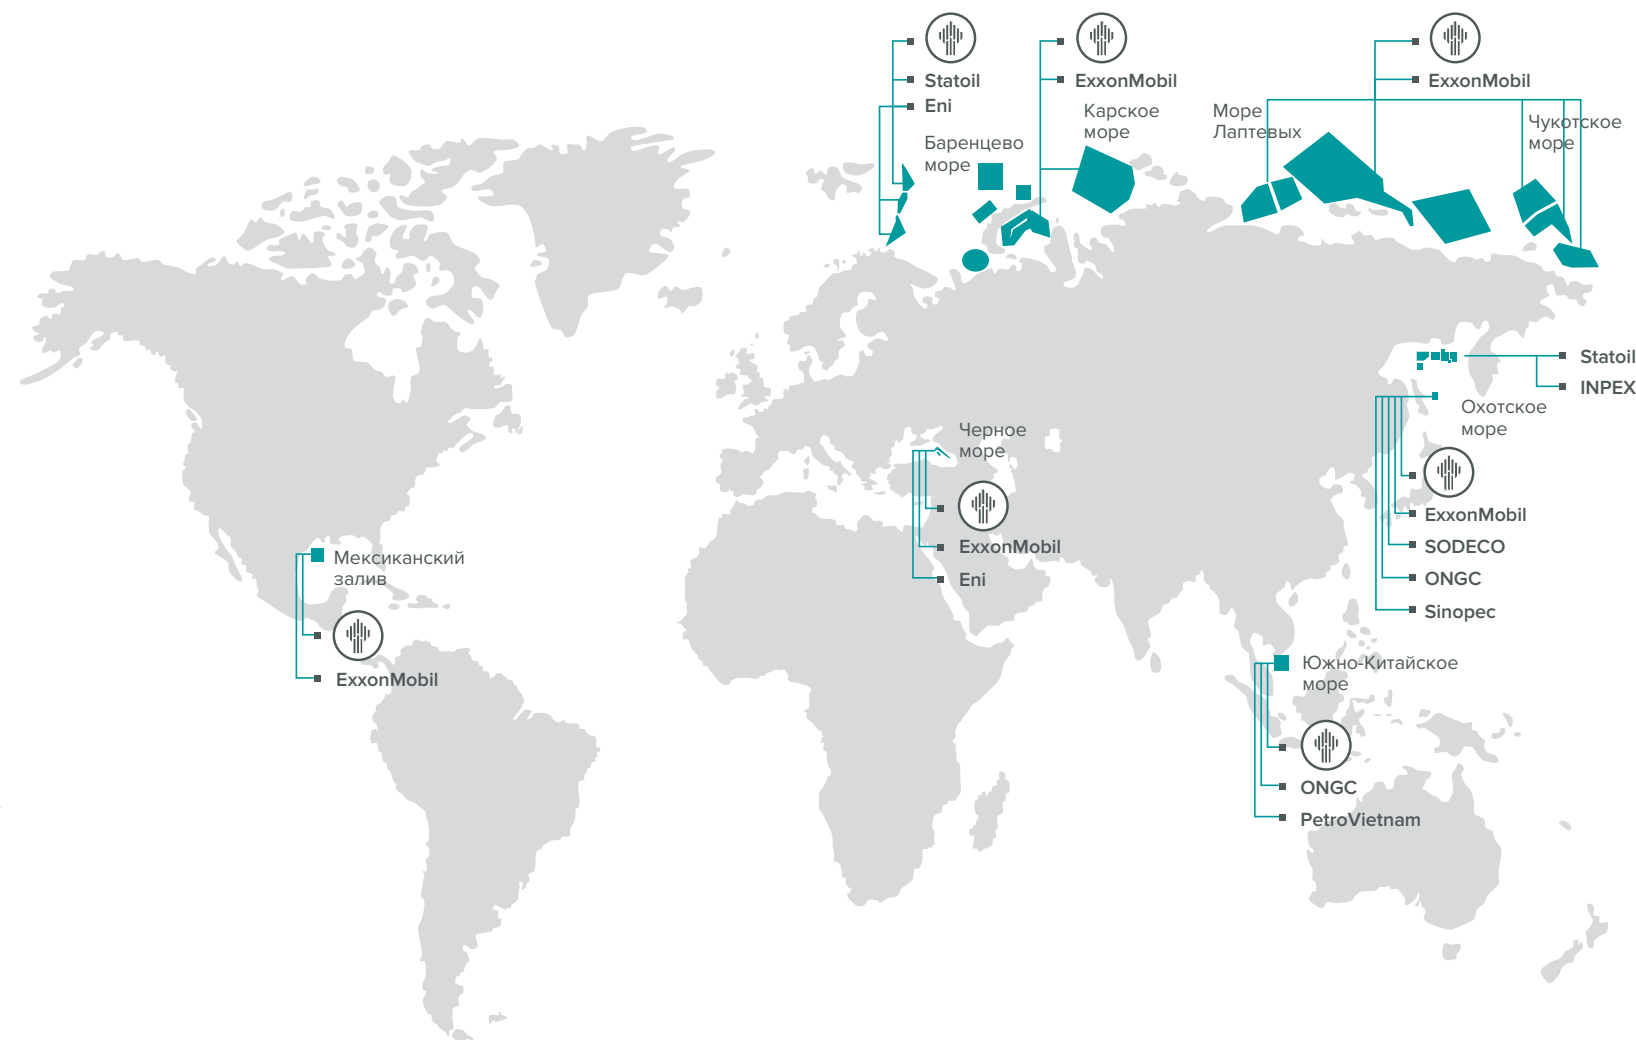 Statoil
Eni
Баренцево
море
ExxonMobil
Карское
море
ExxonMobil
Море
Лаптевых
Чукотское
море
Statoil
INPEX
Охотское
море
ExxonMobil
SODECO
ONGC
Sinopec
Черное
море
ExxonMobil
Eni
Мексиканский
залив
ExxonMobil
Южно-Китайское
море
ONGC
PetroVietnam